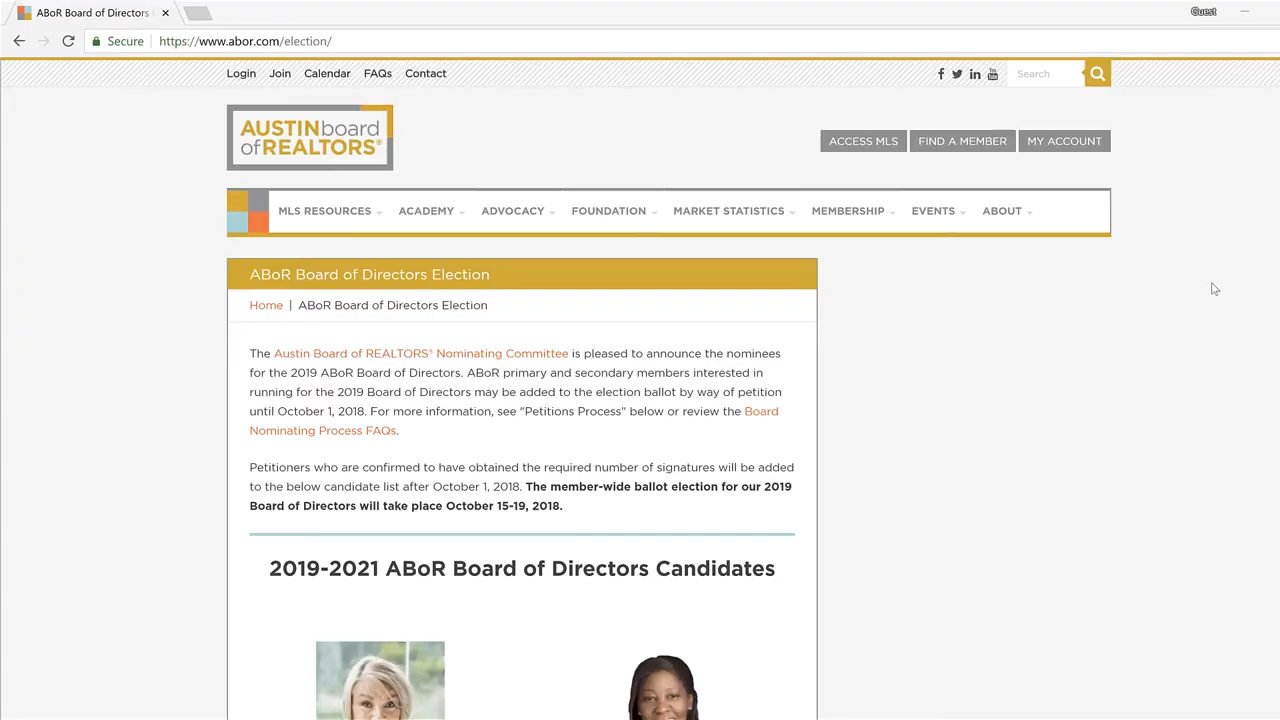 ABoR Board of Directors
Guest
Secure
https://www.abor.com/election/
Login Join Calendar FAQs Contact
Search
AUSTINboard
ofREALTORS®
ACCESS MLS FIND A MEMBER MY ACCOUNT
MLS RESOURCES ACADEMY ADVOCACY FOUNDATION MARKET STATISTICS MEMBERSHIP EVENTS ABOUT
ABoR Board of Directors Election
Home | ABoR Board of Directors Election
The Austin Board of REALTORS® Nominating Committee is pleased to announce the nominees
for the 2019 ABoR Board of Directors. ABoR primary and secondary members interested in
running for the 2019 Board of Directors may be added to the election ballot by way of petition
until October 1, 2018. For more information, see "Petitions Process" below or review the Board
Nominating Process FAQs.
Petitioners who are confirmed to have obtained the required number of signatures will be added
to the below candidate list after October 1, 2018. The member-wide ballot election for our 2019
Board of Directors will take place October 15-19, 2018.
2019-2021 ABoR Board of Directors Candidates